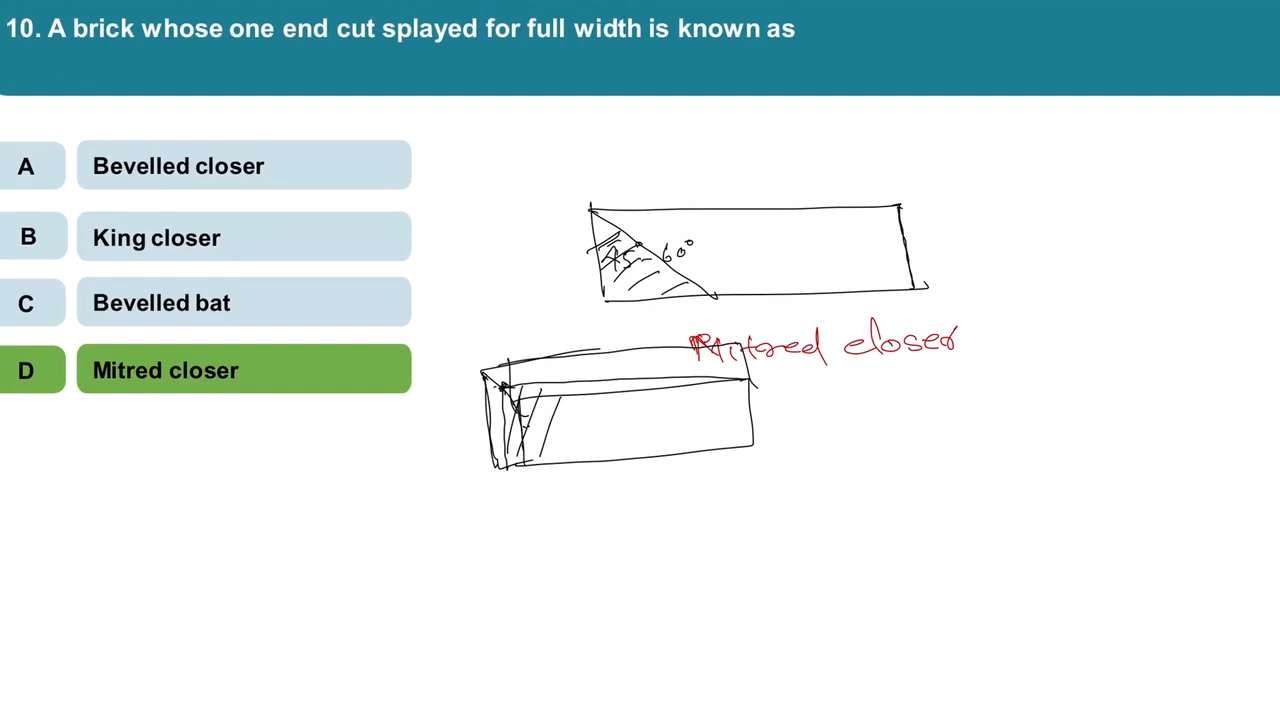 10. A brick whose one end cut splayed for full width is known as
A Bevelled closer
B King closer
C Bevelled bat
D Mitred closer
45-60°
Mitred closer